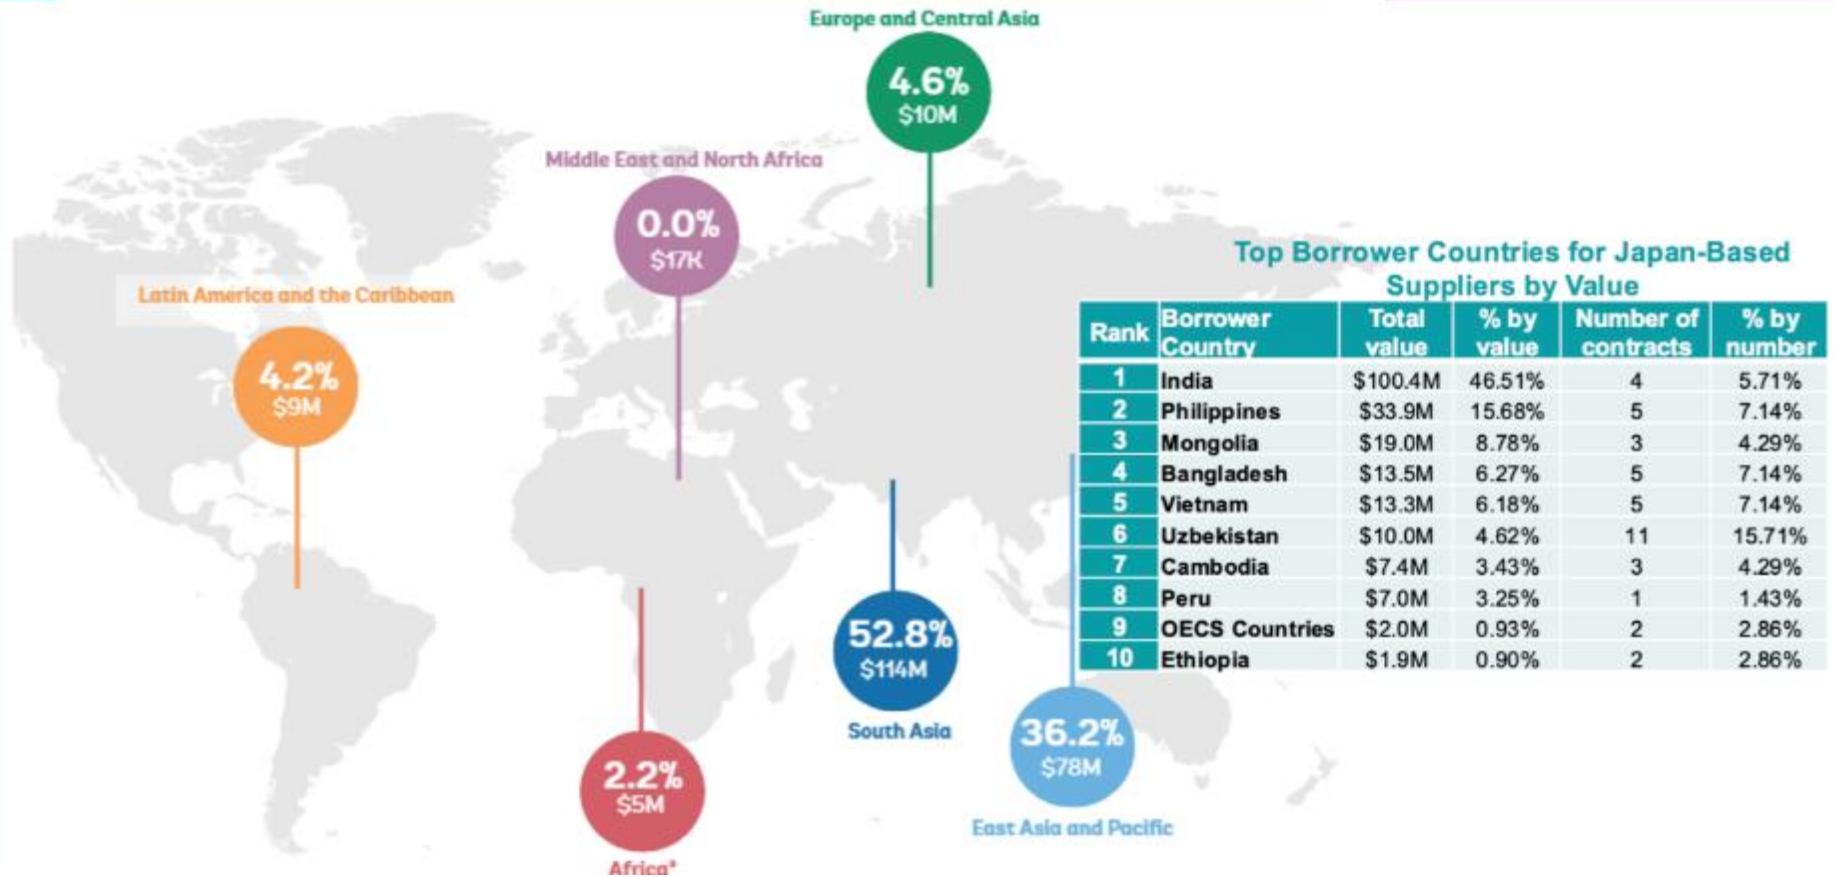 Europe and Central Asia
4.6%
$10M
Middle East and North Africa
0.0%
$17K
Latin America and the Caribbean
4.2%
$9M
Top Borrower Countries for Japan-Based
Suppliers by Value
Rank Borrower Country Total value % by value Number of contracts % by number
1 India $100.4M 46.51% 4 5.71%
2 Philippines $33.9M 15.68% 5 7.14%
3 Mongolia $19.0M 8.78% 3 4.29%
4 Bangladesh $13.5M 6.27% 5 7.14%
5 Vietnam $13.3M 6.18% 5 7.14%
6 Uzbekistan $10.0M 4.62% 11 15.71%
7 Cambodia $7.4M 3.43% 3 4.29%
8 Peru $7.0M 3.25% 1 1.43%
9 OECS Countries $2.0M 0.93% 2 2.86%
10 Ethiopia $1.9M 0.90% 2 2.86%
52.8%
$114M
South Asia
36.2%
$78M
East Asia and Pacific
2.2%
$5M
Africa*